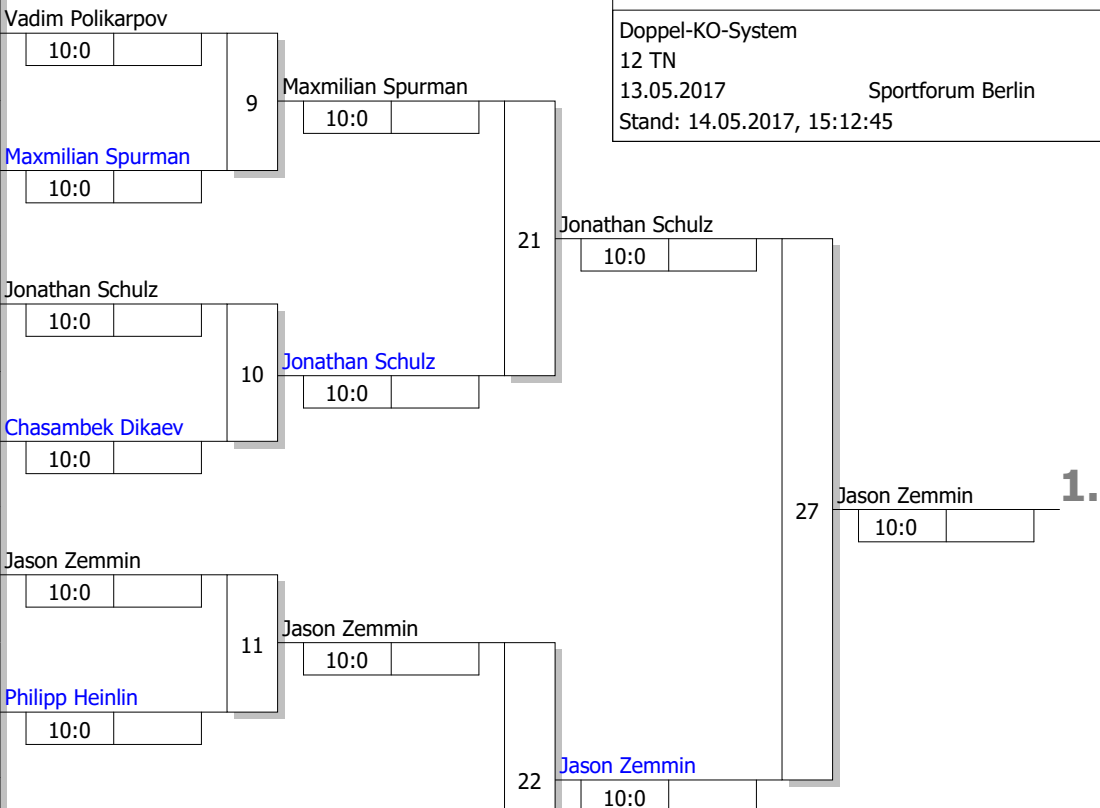 Vadim Polikarpov
10:0
9
Maxmilian Spurman
10:0
Maxmilian Spurman
10:0
Doppel-KO-System
12 TN
13.05.2017 Sportforum Berlin
Stand: 14.05.2017, 15:12:45
21
Jonathan Schulz
10:0
Jonathan Schulz
10:0
10
Jonathan Schulz
10:0
Chasambek Dikaev
10:0
27
Jason Zemmin
1.
10:0
Jason Zemmin
10:0
11
Jason Zemmin
10:0
Philipp Heinlin
10:0
22
Jason Zemmin
10:0